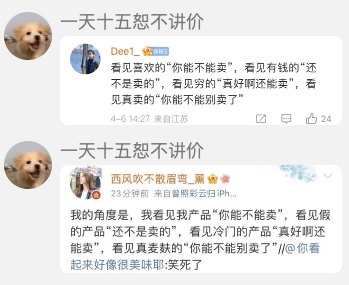 一天十五恕不讲价
Dee1_
看见喜欢的“你能不能卖”，看见有钱的“还
不是卖的”，看见穷的“真好啊还能卖”，看
见真卖的“你能不能别卖了”
4-6 14:27 来自江苏
24
一天十五恕不讲价
西风吹不散眉弯_薰
23分钟前 来自曾照彩云归iPh...
我的角度是，我看见我产品“你能不能卖”，看见假
的产品“还不是卖的”，看见冷门的产品“真好啊还
能卖”，看见真麦麸的“你能不能别卖了”//@你看
起来好像很美味耶:笑死了